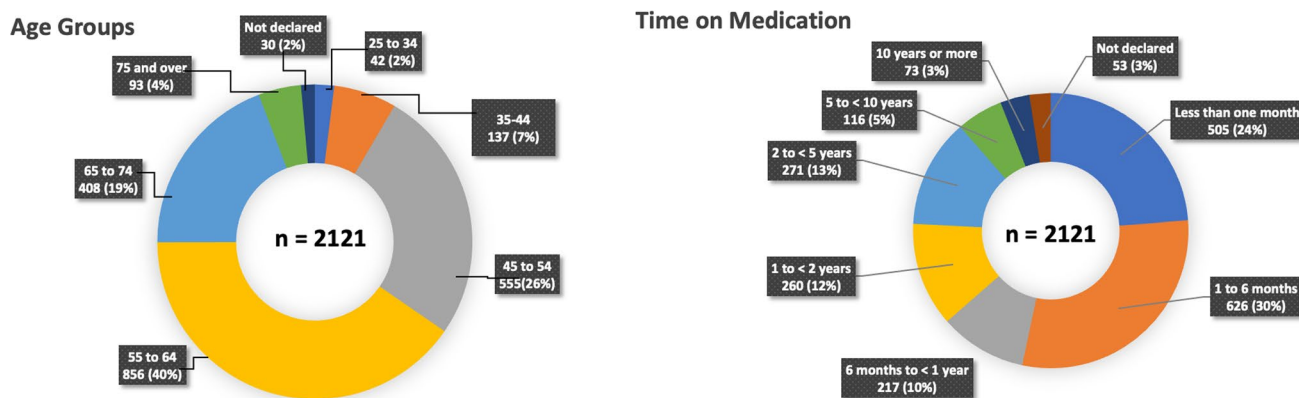 Age Groups
Not declared
30 (2%)
25 to 34
42 (2%)
75 and over
93 (4%)
35-44
137 (7%)
65 to 74
408 (19%)
n = 2121
45 to 54
555(26%)
55 to 64
856 (40%)
Time on Medication
10 years or more
73 (3%)
Not declared
53 (3%)
5 to < 10 years
116 (5%)
Less than one month
505 (24%)
2 to < 5 years
271 (13%)
n = 2121
1 to < 2 years
260 (12%)
1 to 6 months
626 (30%)
6 months to < 1 year
217 (10%)